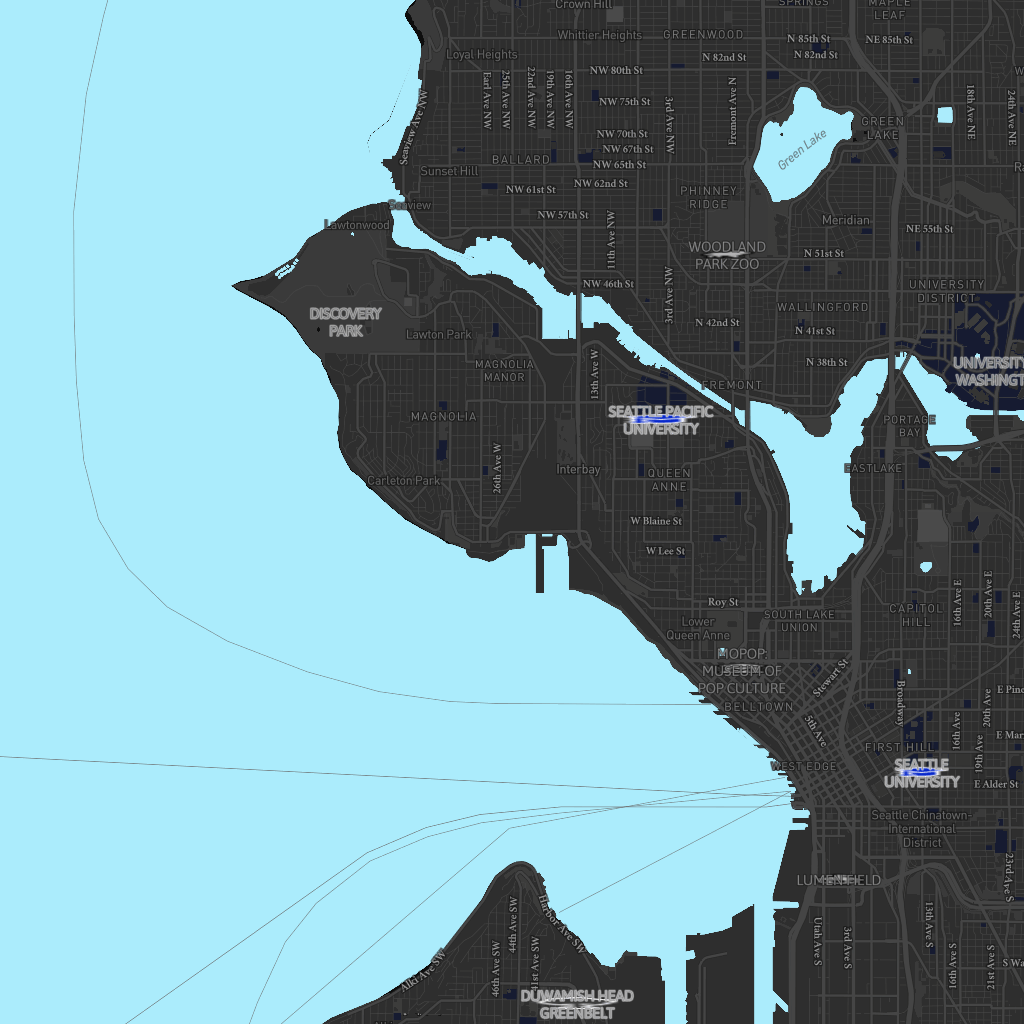 Crown Hill
SPRINGS
MAPLE
LEAF
Whittier Heights
GREENWOOD
N 85th St
NE 85th St
Loyal Heights
N 82nd St
N 82nd St
NW 80th St
Earl Ave NW
25th Ave NW
22nd Ave NW
19th Ave NW
16th Ave NW
3rd Ave NW
Fremont Ave N
18th Ave NE
24th Ave NE
NW 75th St
Seaview Ave NW
NW 70th St
NW 67th St
NW 65th St
GREEN
LAKE
Green Lake
BALLARD
Sunset Hill
NW 62nd St
NW 61st St
PHINNEY
RIDGE
Seaview
NW 57th St
Lawtonwood
11th Ave NW
Meridian
NE 55th St
WOODLAND
PARK ZOO
N 51st St
NW 46th St
3rd Ave NW
UNIVERSITY
DISTRICT
WALLINGFORD
DISCOVERY
PARK
N 42nd St
N 41st St
Lawton Park
MAGNOLIA
MANOR
13th Ave W
N 38th St
UNIVERSITY
WASHINGT
FREMONT
MAGNOLIA
SEATTLE PACIFIC
UNIVERSITY
PORTAGE
BAY
26th Ave W
Interbay
QUEEN
ANNE
EASTLAKE
Carleton Park
W Blaine St
W Lee St
Roy St
16th Ave E
20th Ave E
24th Ave E
SOUTH LAKE
UNION
CAPITOL
HILL
Lower
Queen Anne
MOPOP:
MUSEUM OF
POP CULTURE
Stewart St
BELLTOWN
Broadway
E Pine
20th Ave
16th Ave
19th Ave
5th Ave
E Mar
FIRST HILL
WEST EDGE
SEATTLE
UNIVERSITY
E Alder St
Seattle Chinatown-
International
District
LUMEN FIELD
23rd Ave S
Harbor Ave SW
44th Ave SW
46th Ave SW
41st Ave SW
Alki Ave SW
Utah Ave S
3rd Ave S
13th Ave S
16th Ave S
21st Ave S
S Wa
DUWAMISH HEAD
GREENBELT